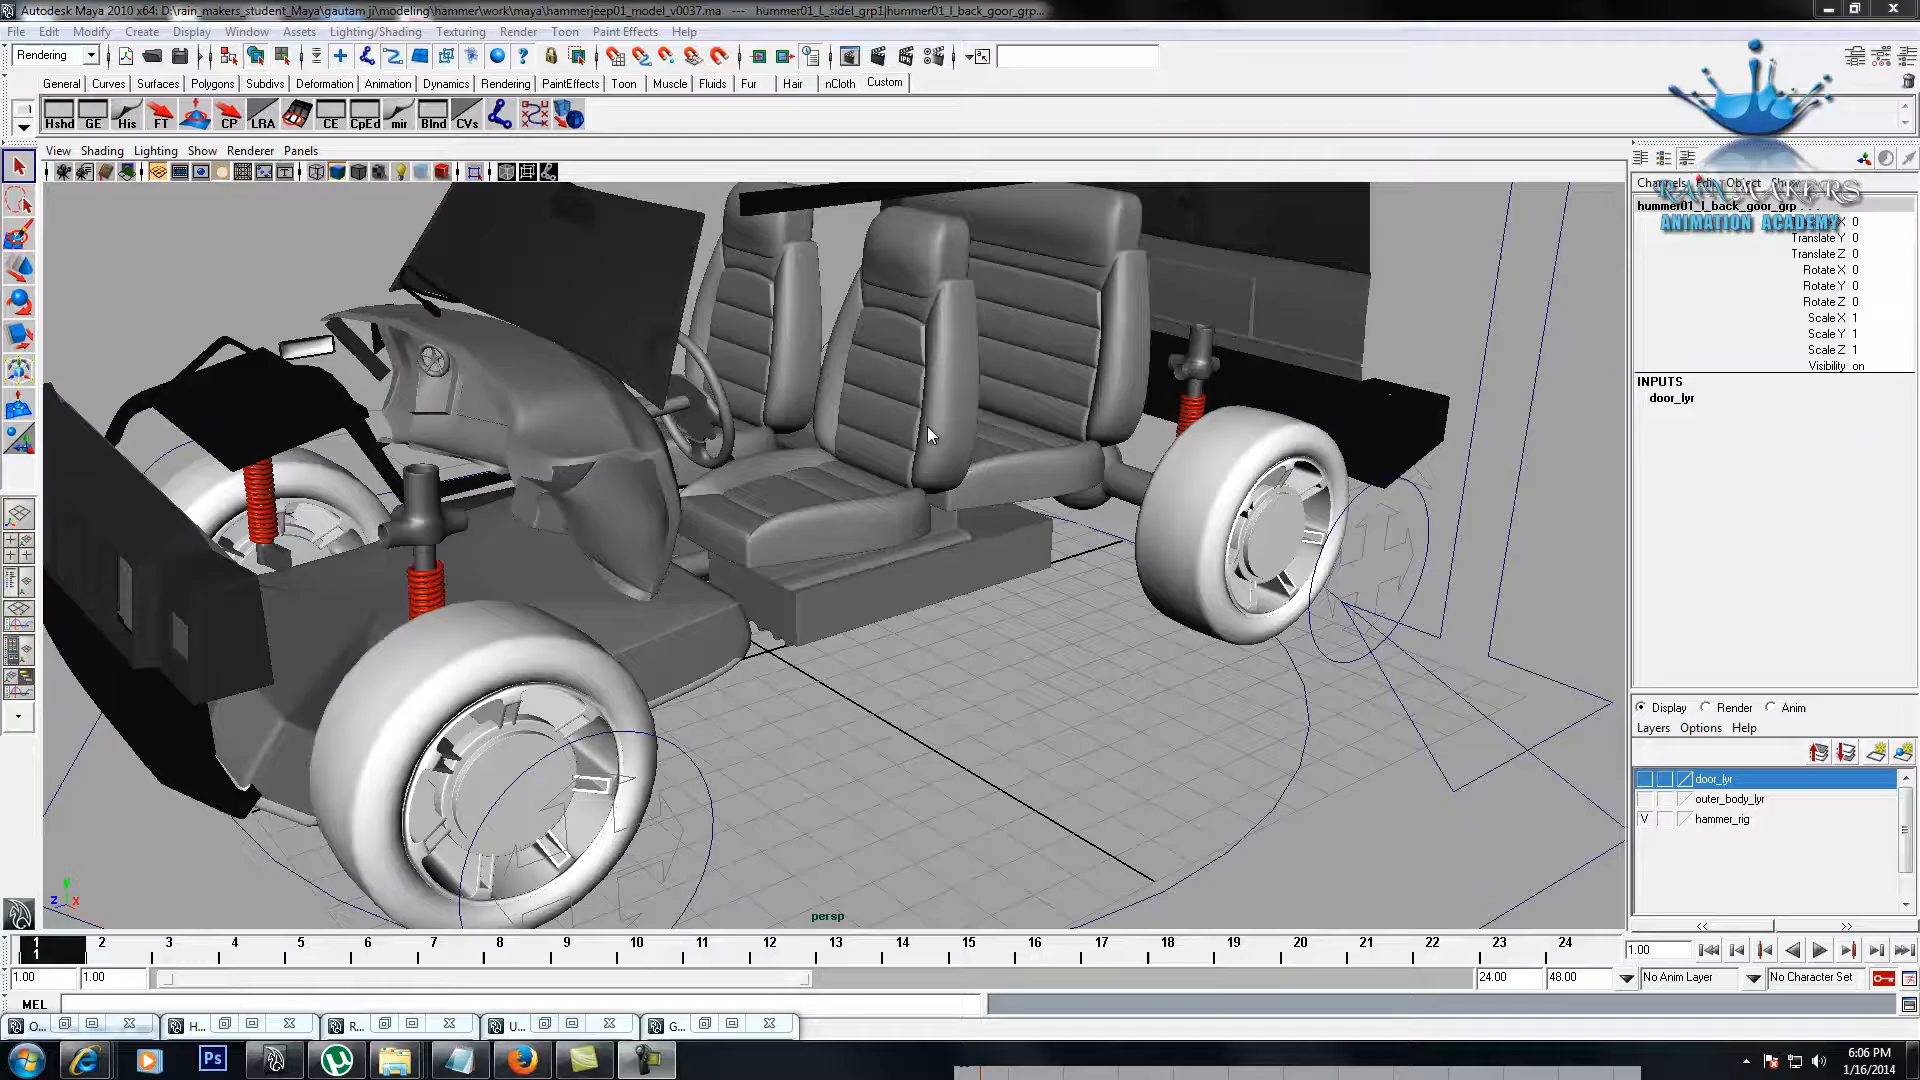 Autodesk Maya 2010 x64: D:\rain_makers_student_Maya\gautam ji\modeling\hammer\work\maya\hammerjeep01_model_v0037.ma --- hummer01_L_sidel_grp1|hummer01_l_back_goor_grp...
File Edit Modify Create Display Window Assets Lighting/Shading Texturing Render Toon Paint Effects Help
Rendering
General Curves Surfaces Polygons Subdivs Deformation Animation Dynamics Rendering PaintEffects Toon Muscle Fluids Fur Hair nCloth Custom
Hshd GE His FT CP LRA CE CpEd mir Blnd CVs
View Shading Lighting Show Renderer Panels
Channels Edit Object Show
RAIN MAKERS
ANIMATION ACADEMY
hummer01_l_back_goor_grp . . .
0
Translate Y 0
Translate Z 0
Rotate X 0
Rotate Y 0
Rotate Z 0
Scale X 1
Scale Y 1
Scale Z 1
Visibility on
INPUTS
door_lyr
Display Render Anim
Layers Options Help
door_lyr
outer_body_lyr
V hammer_rig
y
z x
persp
<< >>
1 2 3 4 5 6 7 8 9 10 11 12 13 14 15 16 17 18 19 20 21 22 23 24
1 1.00
1.00 1.00 24.00 48.00 No Anim Layer No Character Set
MEL
O... H... R... U... G...
Ps
6:06 PM
1/16/2014